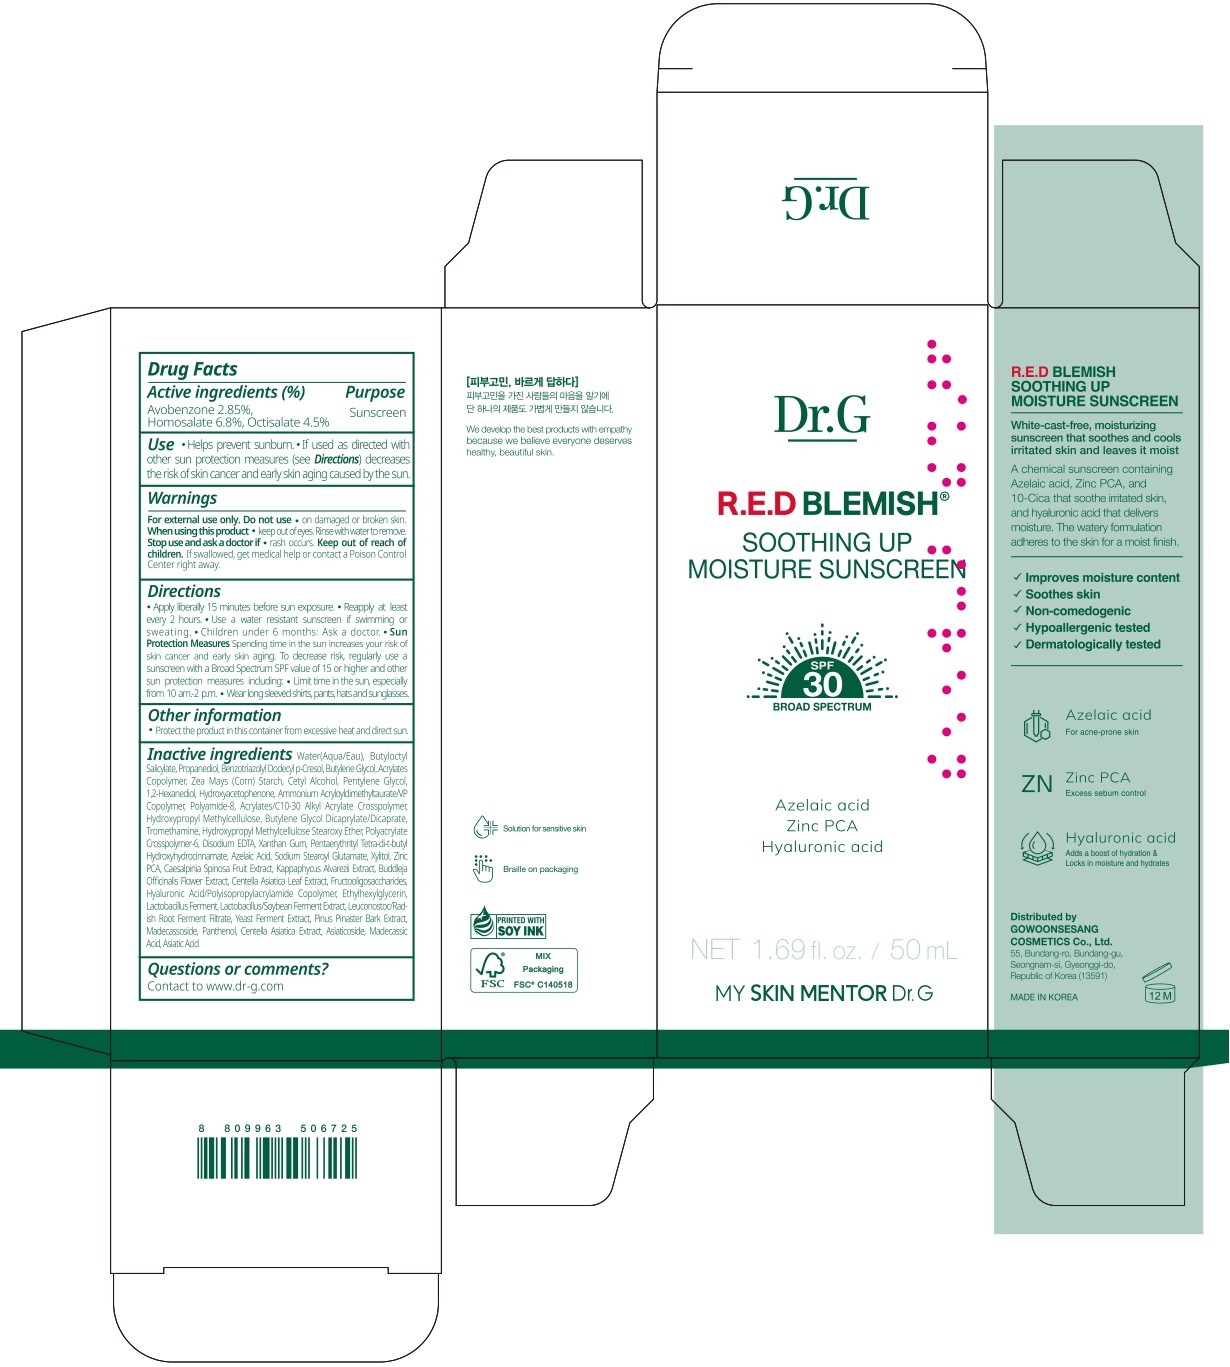 Dr.G
Drug Facts
Active ingredients (%) Purpose
Avobenzone 2.85%,
Homosalate 6.8%, Octisalate 4.5%
Sunscreen
Use • Helps prevent sunburn. • If used as directed with
other sun protection measures (see Directions) decreases
the risk of skin cancer and early skin aging caused by the sun.
Warnings
For external use only. Do not use • on damaged or broken skin.
When using this product • keep out of eyes. Rinse with water to remove.
Stop use and ask a doctor if • rash occurs. Keep out of reach of
children. If swallowed, get medical help or contact a Poison Control
Center right away.
Directions
• Apply liberally 15 minutes before sun exposure. • Reapply at least
every 2 hours. • Use a water resistant sunscreen if swimming or
sweating. • Children under 6 months: Ask a doctor. • Sun
Protection Measures Spending time in the sun increases your risk of
skin cancer and early skin aging. To decrease risk, regularly use a
sunscreen with a Broad Spectrum SPF value of 15 or higher and other
sun protection measures including: • Limit time in the sun, especially
from 10 am.-2 p.m. • Wear long sleeved shirts, pants, hats and sunglasses.
Other information
• Protect the product in this container from excessive heat and direct sun.
Inactive ingredients Water(Aqua/Eau), Butyloctyl
Salicylate, Propanediol, Benzotriazolyl Dodecyl p-Cresol, Butylene Glycol, Acrylates
Copolymer, Zea Mays (Corn) Starch, Cetyl Alcohol, Pentylene Glycol,
1,2-Hexanediol, Hydroxyacetophenone, Ammonium Acryloyldimethyltaurate/VP
Copolymer, Polyamide-8, Acrylates/C10-30 Alkyl Acrylate Crosspolymer,
Hydroxypropyl Methylcellulose, Butylene Glycol Dicaprylate/Dicaprate,
Tromethamine, Hydroxypropyl Methylcellulose Stearoxy Ether, Polyacrylate
Crosspolymer-6, Disodium EDTA, Xanthan Gum, Pentaerythrityl Tetra-di-t-butyl
Hydroxyhydrocinnamate, Azelaic Acid, Sodium Stearoyl Glutamate, Xylitol, Zinc
PCA, Caesalpinia Spinosa Fruit Extract, Kappaphycus Alvarezii Extract, Buddleja
Officinalis Flower Extract, Centella Asiatica Leaf Extract, Fructooligosaccharides,
Hyaluronic Acid/Polyisopropylacrylamide Copolymer, Ethylhexylglycerin,
Lactobacillus Ferment, Lactobacillus/Soybean Ferment Extract, Leuconostoc/Rad-
ish Root Ferment Filtrate, Yeast Ferment Extract, Pinus Pinaster Bark Extract,
Madecassoside, Panthenol, Centella Asiatica Extract, Asiaticoside, Madecassic
Acid, Asiatic Acid
Questions or comments?
Contact to www.dr-g.com
8 809963 506725
[피부고민, 바르게 답하다]
피부고민을 가진 사람들의 마음을 알기에
단 하나의 제품도 가볍게 만들지 않습니다.
We develop the best products with empathy
because we believe everyone deserves
healthy, beautiful skin.
Solution for sensitive skin
Braille on packaging
PRINTED WITH
SOY INK
FSC
MIX
Packaging
FSC® C140518
Dr.G
R.E.D BLEMISH®
SOOTHING UP
MOISTURE SUNSCREEN
SPF
30
BROAD SPECTRUM
Azelaic acid
Zinc PCA
Hyaluronic acid
NET 1.69 fl. oz. / 50 mL
MY SKIN MENTOR Dr.G
R.E.D BLEMISH
SOOTHING UP
MOISTURE SUNSCREEN
White-cast-free, moisturizing
sunscreen that soothes and cools
irritated skin and leaves it moist
A chemical sunscreen containing
Azelaic acid, Zinc PCA, and
10-Cica that soothe irritated skin,
and hyaluronic acid that delivers
moisture. The watery formulation
adheres to the skin for a moist finish.
✓ Improves moisture content
✓ Soothes skin
✓ Non-comedogenic
✓ Hypoallergenic tested
✓ Dermatologically tested
Azelaic acid
For acne-prone skin
ZN Zinc PCA
Excess sebum control
Hyaluronic acid
Adds a boost of hydration &
Locks in moisture and hydrates
Distributed by
GOWOONSESANG
COSMETICS Co., Ltd.
55, Bundang-ro, Bundang-gu,
Seongnam-si, Gyeonggi-do,
Republic of Korea (13591)
MADE IN KOREA
12 M